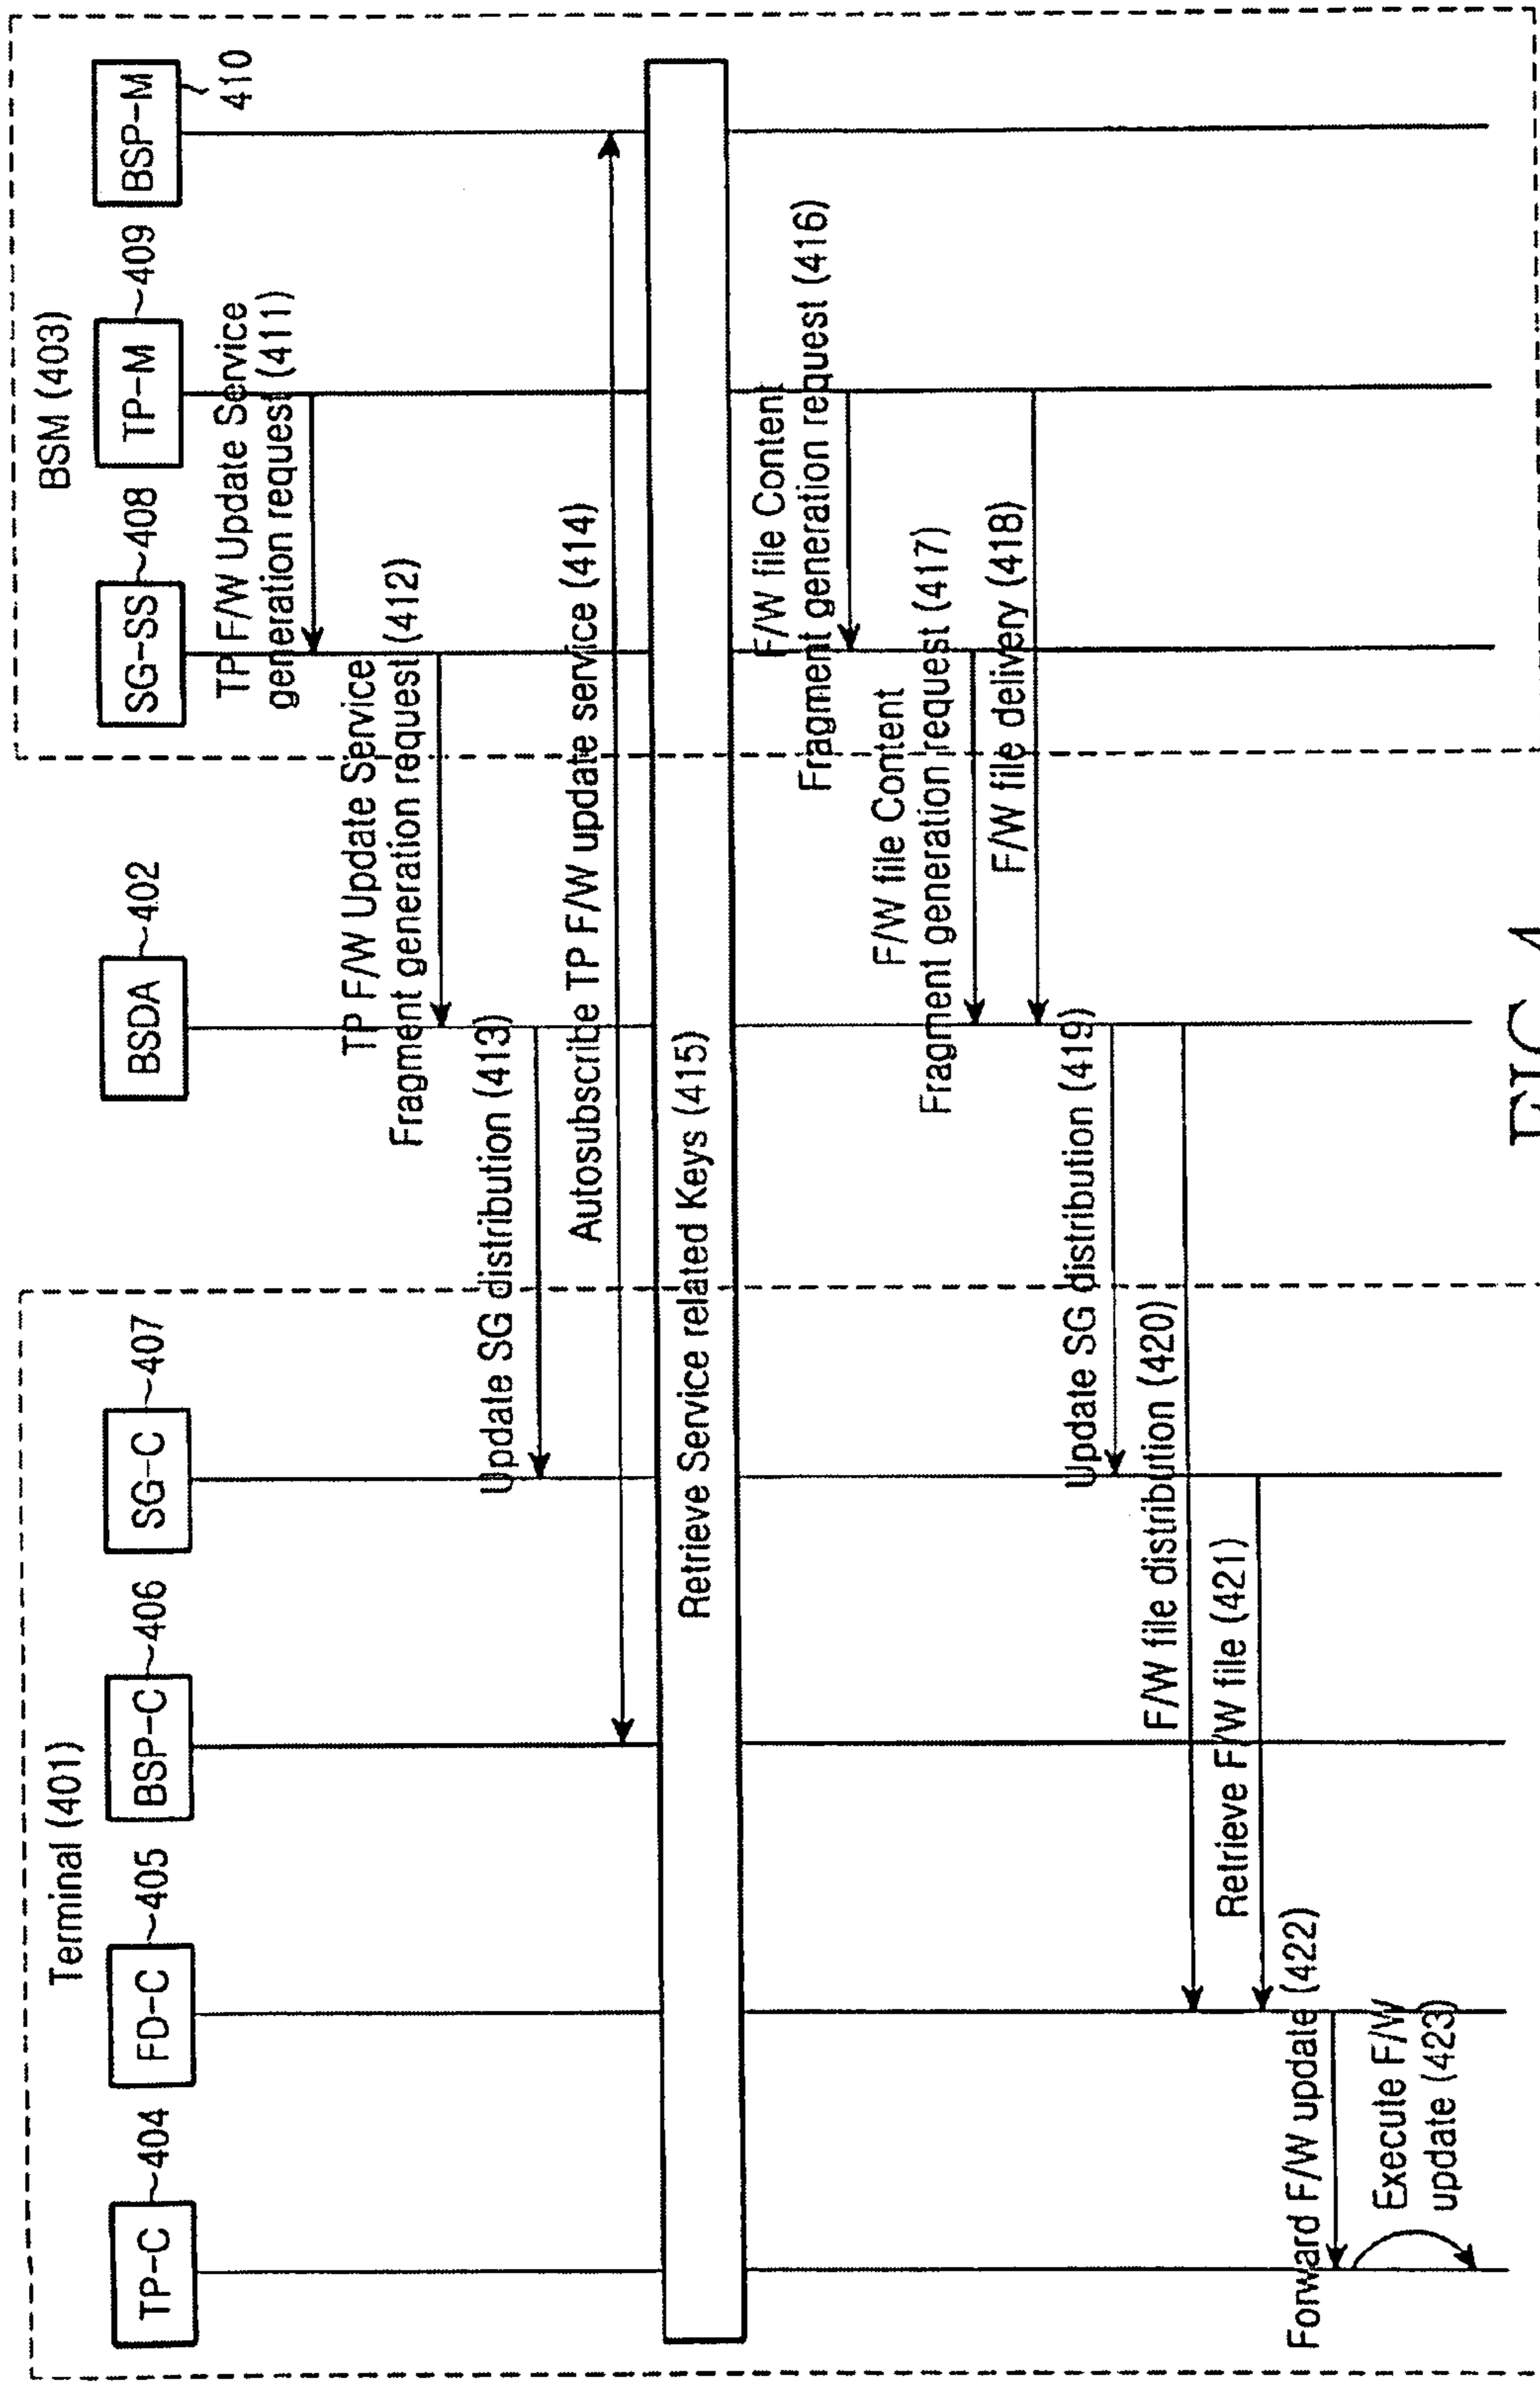 Terminal (401)
BSM (403)
TP-C ~404
FD-C ~405
BSP-C ~406
SG-C ~407
BSDA ~402
SG-SS ~408
TP-M ~409
BSP-M
410
TP F/W Update Service
generation request (411)
TP F/W Update Service
Fragment generation request (412)
Update SG distribution (413)
Autosubscribe TP F/W update service (414)
Retrieve Service related Keys (415)
F/W file Content
Fragment generation request (416)
F/W file Content
Fragment generation request (417)
F/W file delivery (418)
Update SG distribution (419)
F/W file distribution (420)
Retrieve F/W file (421)
Forward F/W update (422)
Execute F/W
update (423)